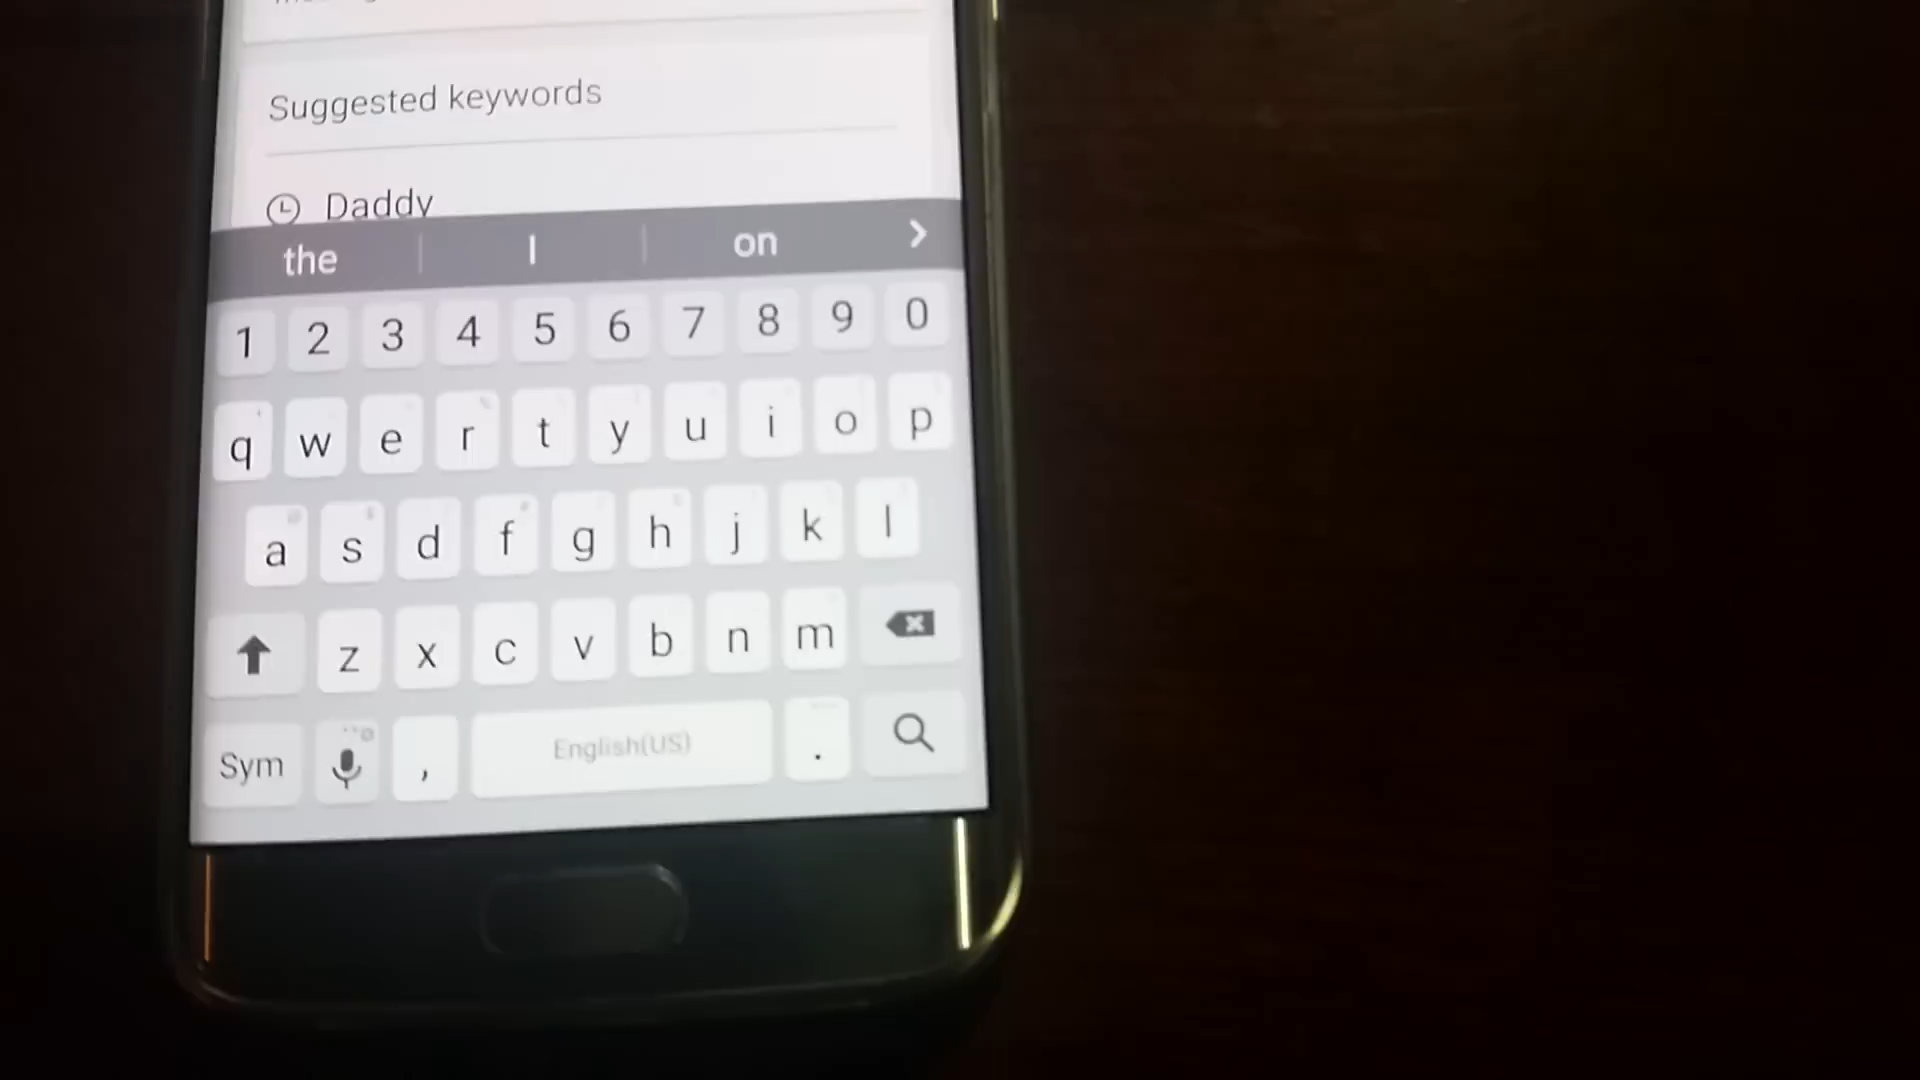 Suggested keywords
Daddy
the I on
1 2 3 4 5 6 7 8 9 0
q w e r t y u i o p
a s d f g h j k l
z x c v b n m
Sym , English(US) .